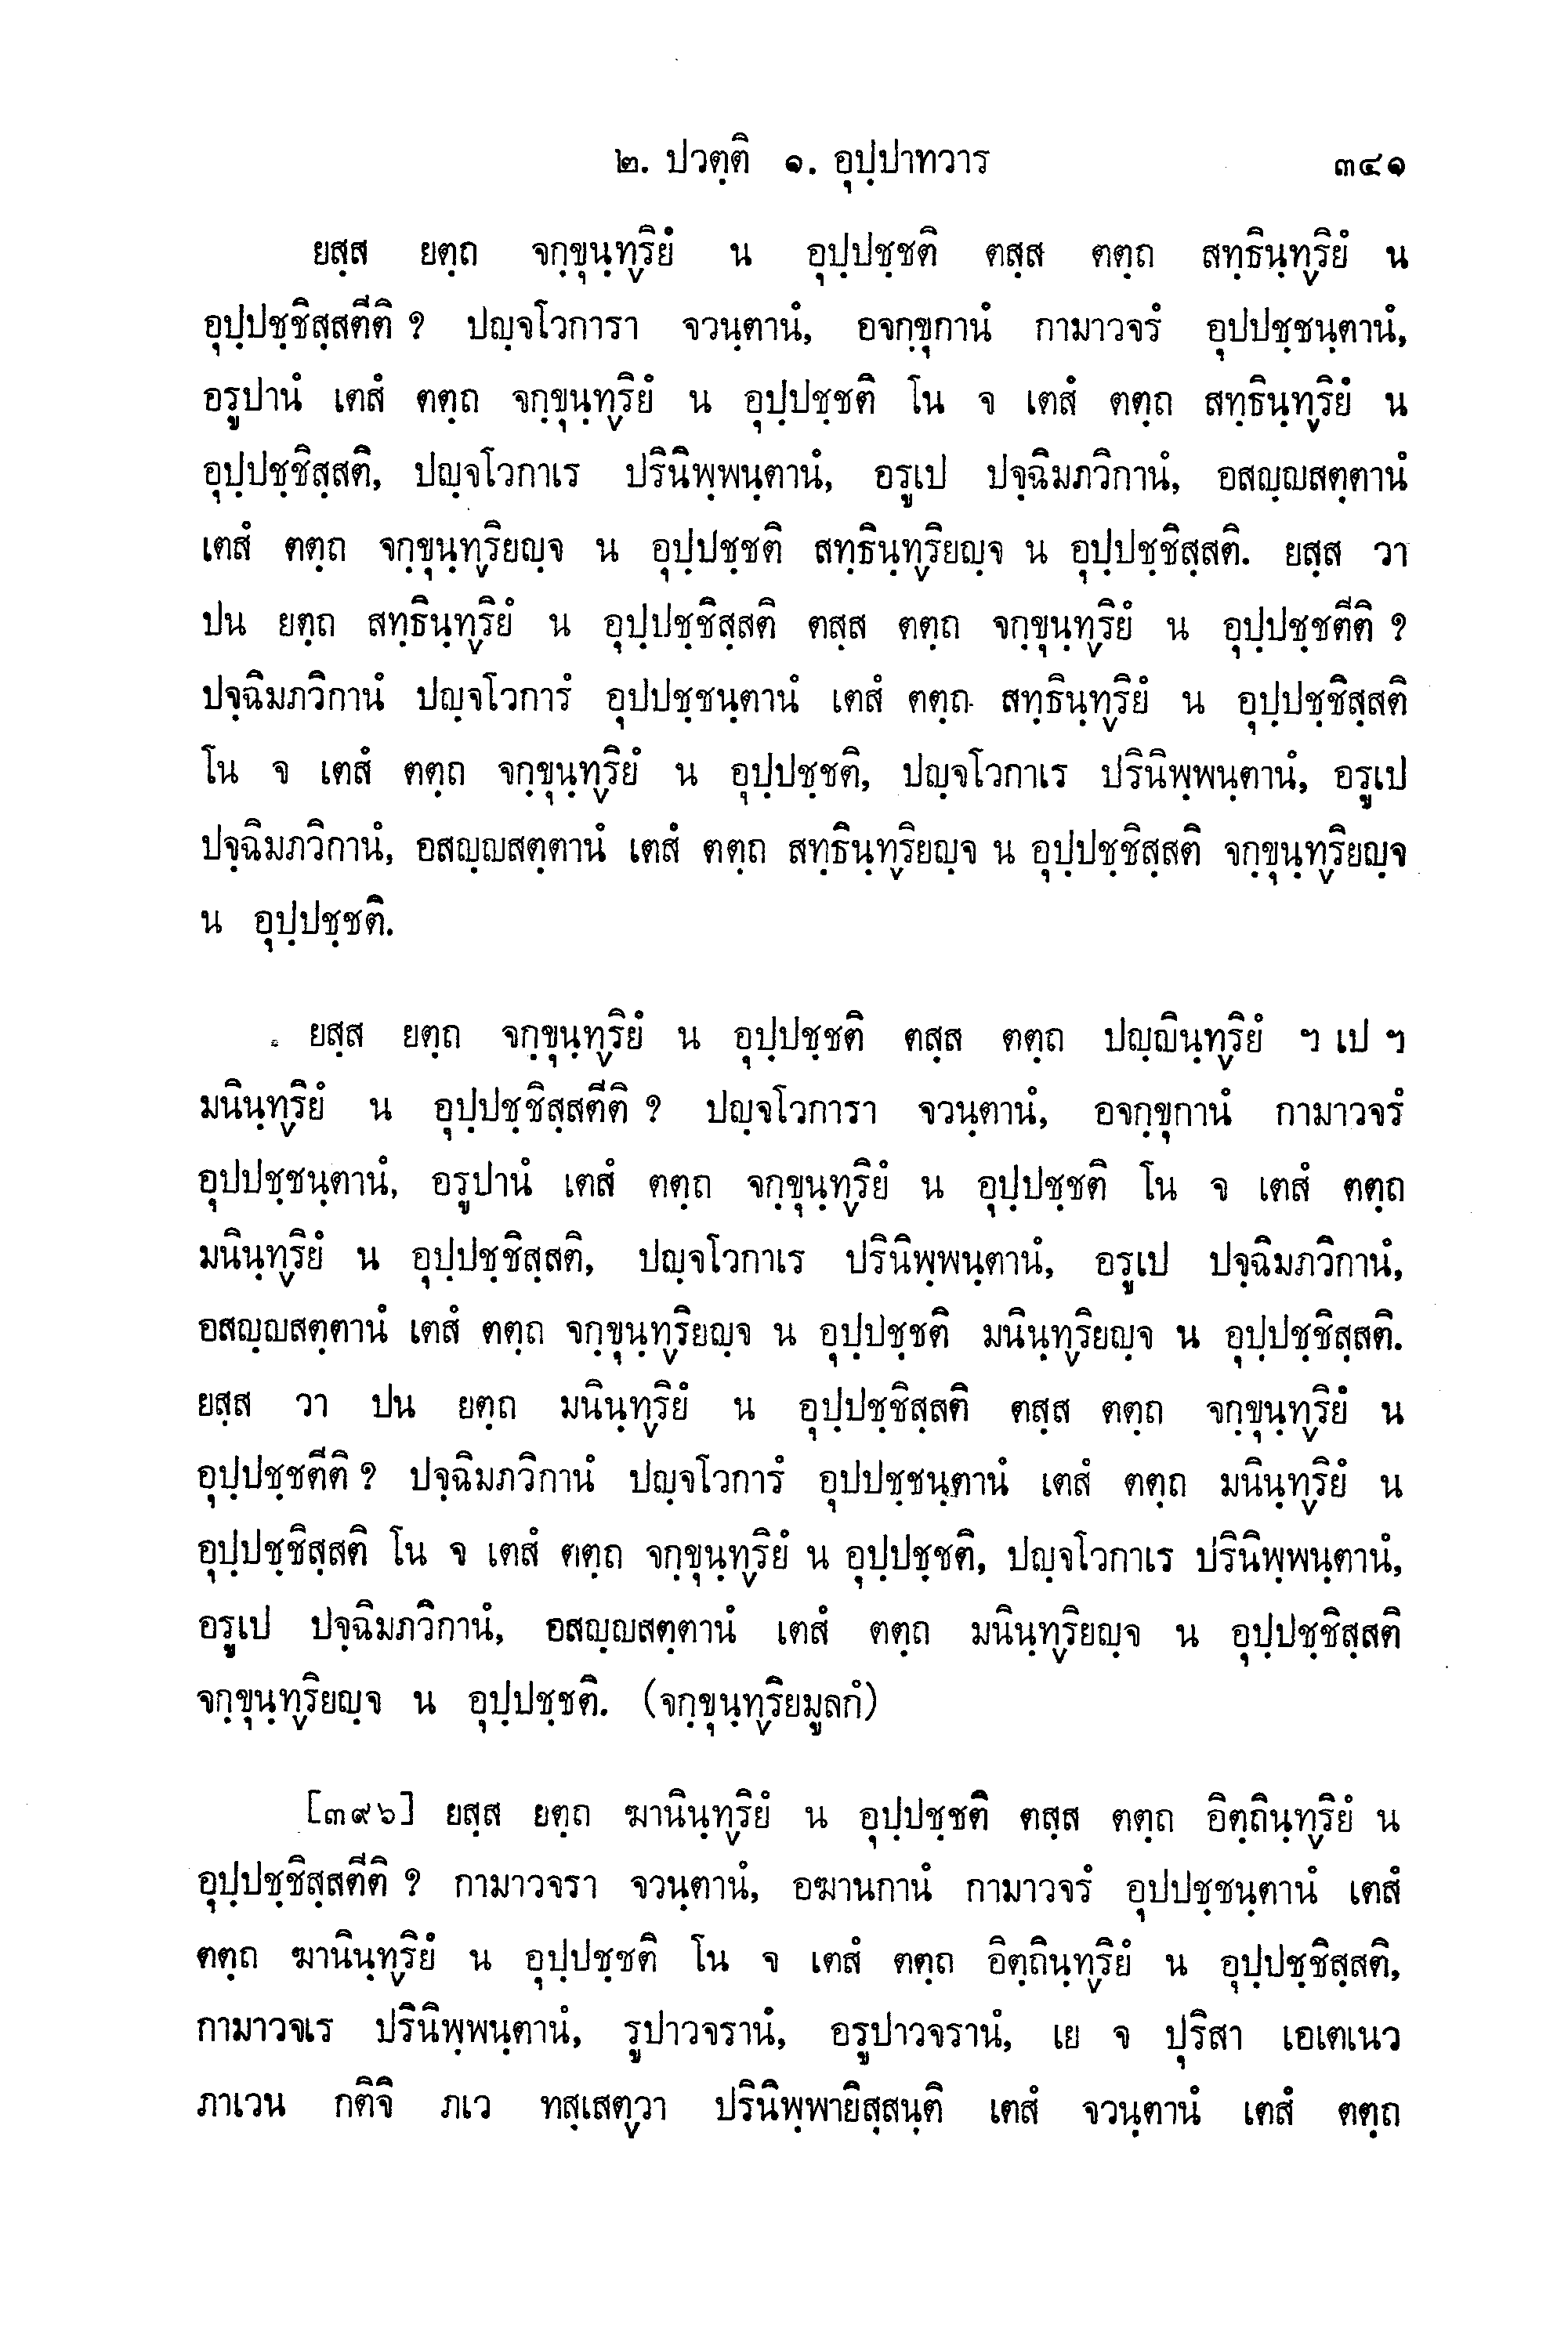 ๒. ปวตฺติ ๑. อุปฺปาทวาร ๓๔๑
ยสฺส ยตฺถ จกฺขุนฺทฺริยํ น อุปฺปชฺชติ ตสฺส ตตฺถ สทฺธินฺทฺริยํ น
อุปฺปชฺชิสฺสตีติ ? ปญฺจโวการา จวนฺตานํ, อจกฺขุกานํ กามาวจรํ อุปปชฺชนฺตานํ,
อรูปานํ เตสํ ตตฺถ จกฺขุนฺทฺริยํ น อุปฺปชฺชติ โน จ เตสํ ตตฺถ สทฺธินฺทฺริยํ น
อุปฺปชฺชิสฺสติ, ปญฺจโวกาเร ปรินิพฺพนฺตานํ, อรูเป ปจฺฉิมภวิกานํ, อสญฺญสตฺตานํ
เตสํ ตตฺถ จกฺขุนฺทฺริยญฺจ น อุปฺปชฺชติ สทฺธินฺทฺริยญฺจ น อุปฺปชฺชิสฺสติ. ยสฺส วา
ปน ยตฺถ สทฺธินฺทฺริยํ น อุปฺปชฺชิสฺสติ ตสฺส ตตฺถ จกฺขุนฺทฺริยํ น อุปฺปชฺชตีติ ?
ปจฺฉิมภวิกานํ ปญฺจโวการํ อุปปชฺชนฺตานํ เตสํ ตตฺถ สทฺธินฺทฺริยํ น อุปฺปชฺชิสฺสติ
โน จ เตสํ ตตฺถ จกฺขุนฺทฺริยํ น อุปฺปชฺชติ, ปญฺจโวกาเร ปรินิพฺพนฺตานํ, อรูเป
ปจฺฉิมภวิกานํ, อสญฺญสตฺตานํ เตสํ ตตฺถ สทฺธินฺทฺริยญฺจ น อุปฺปชฺชิสฺสติ จกฺขุนฺทฺริยญฺจ
น อุปฺปชฺชติ.
ยสฺส ยตฺถ จกฺขุนฺทฺริยํ น อุปฺปชฺชติ ตสฺส ตตฺถ ปญฺญินฺทฺริยํ ฯ เป ฯ
มนินฺทฺริยํ น อุปฺปชฺชิสฺสตีติ ? ปญฺจโวการา จวนฺตานํ, อจกฺขุกานํ กามาวจรํ
อุปปชฺชนฺตานํ, อรูปานํ เตสํ ตตฺถ จกฺขุนฺทฺริยํ น อุปฺปชฺชติ โน จ เตสํ ตตฺถ
มนินฺทฺริยํ น อุปฺปชฺชิสฺสติ, ปญฺจโวกาเร ปรินิพฺพนฺตานํ, อรูเป ปจฺฉิมภวิกานํ,
อสญฺญสตฺตานํ เตสํ ตตฺถ จกฺขุนฺทฺริยญฺจ น อุปฺปชฺชติ มนินฺทฺริยญฺจ น อุปฺปชฺชิสฺสติ.
ยสฺส วา ปน ยตฺถ มนินฺทฺริยํ น อุปฺปชฺชิสฺสติ ตสฺส ตตฺถ จกฺขุนฺทฺริยํ น
อุปฺปชฺชตีติ ? ปจฺฉิมภวิกานํ ปญฺจโวการํ อุปปชฺชนฺตานํ เตสํ ตตฺถ มนินฺทฺริยํ น
อุปฺปชฺชิสฺสติ โน จ เตสํ ตตฺถ จกฺขุนฺทฺริยํ น อุปฺปชฺชติ, ปญฺจโวกาเร ปรินิพฺพนฺตานํ,
อรูเป ปจฺฉิมภวิกานํ, อสญฺญสตฺตานํ เตสํ ตตฺถ มนินฺทฺริยญฺจ น อุปฺปชฺชิสฺสติ
จกฺขุนฺทฺริยญฺจ น อุปฺปชฺชติ. (จกฺขุนฺทฺริยมูลกํ)
[๓๙๖] ยสฺส ยตฺถ ฆานินฺทฺริยํ น อุปฺปชฺชติ ตสฺส ตตฺถ อิตฺถินฺทฺริยํ น
อุปฺปชฺชิสฺสตีติ ? กามาวจรา จวนฺตานํ, อฆานกานํ กามาวจรํ อุปปชฺชนฺตานํ เตสํ
ตตฺถ ฆานินฺทฺริยํ น อุปฺปชฺชติ โน จ เตสํ ตตฺถ อิตฺถินฺทฺริยํ น อุปฺปชฺชิสฺสติ,
กามาวจเร ปรินิพฺพนฺตานํ, รูปาวจรานํ, อรูปาวจรานํ, เย จ ปุริสา เอเตเนว
ภาเวน กติจิ ภเว ทสฺเสตฺวา ปรินิพฺพายิสฺสนฺติ เตสํ จวนฺตานํ เตสํ ตตฺถ